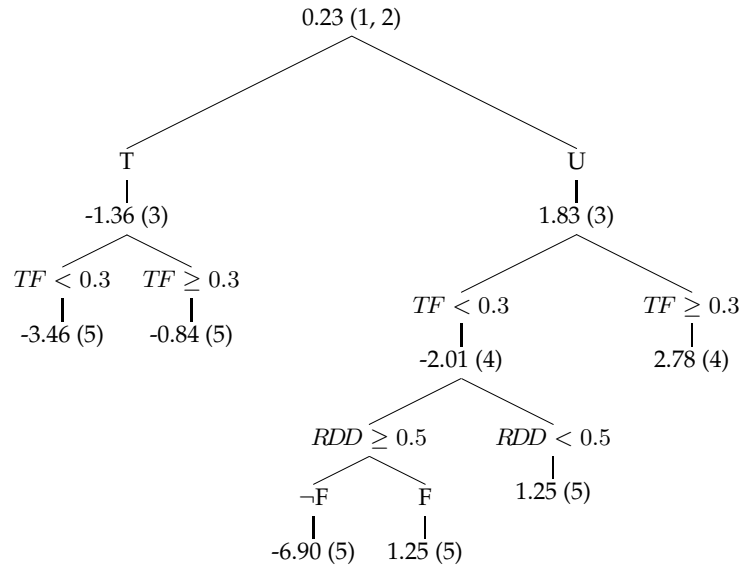 0.23 (1, 2)
T U
-1.36 (3) 1.83 (3)
TF < 0.3 TF ≥ 0.3 TF < 0.3 TF ≥ 0.3
-3.46 (5) -0.84 (5) -2.01 (4) 2.78 (4)
RDD ≥ 0.5 RDD < 0.5
¬F F 1.25 (5)
-6.90 (5) 1.25 (5)